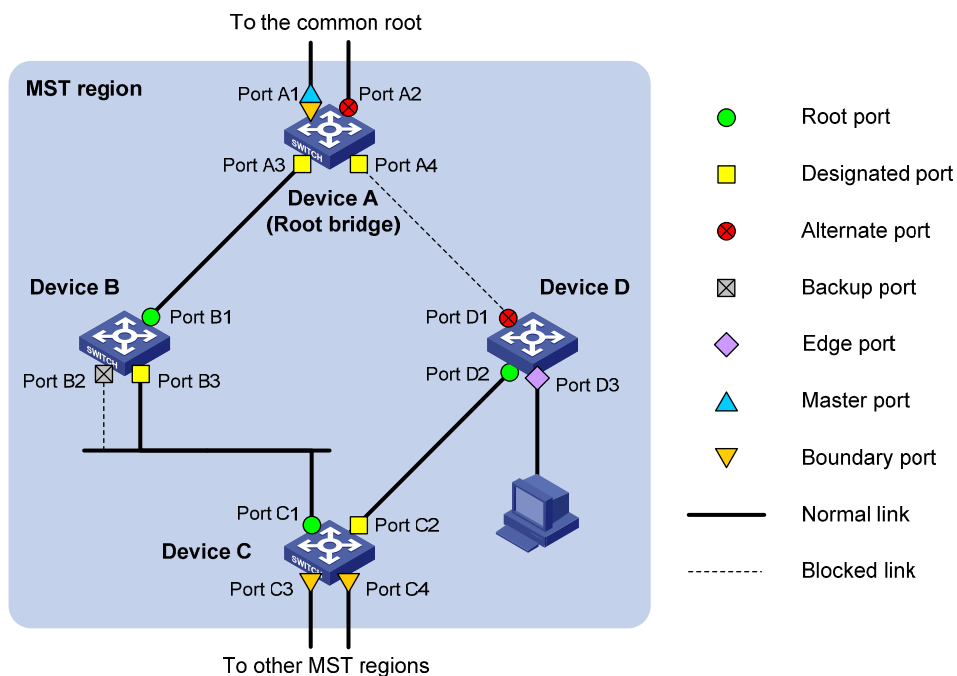 To the common root
MST region
Port A1
Port A2
SWITCH
Port A3
Port A4
Device A
(Root bridge)
Device B
Port B1
SWITCH
Port B2
Port B3
Device D
Port D1
Port D2
Port D3
Port C1
Port C2
Device C
SWITCH
Port C3
Port C4
To other MST regions
Root port
Designated port
Alternate port
Backup port
Edge port
Master port
Boundary port
Normal link
Blocked link